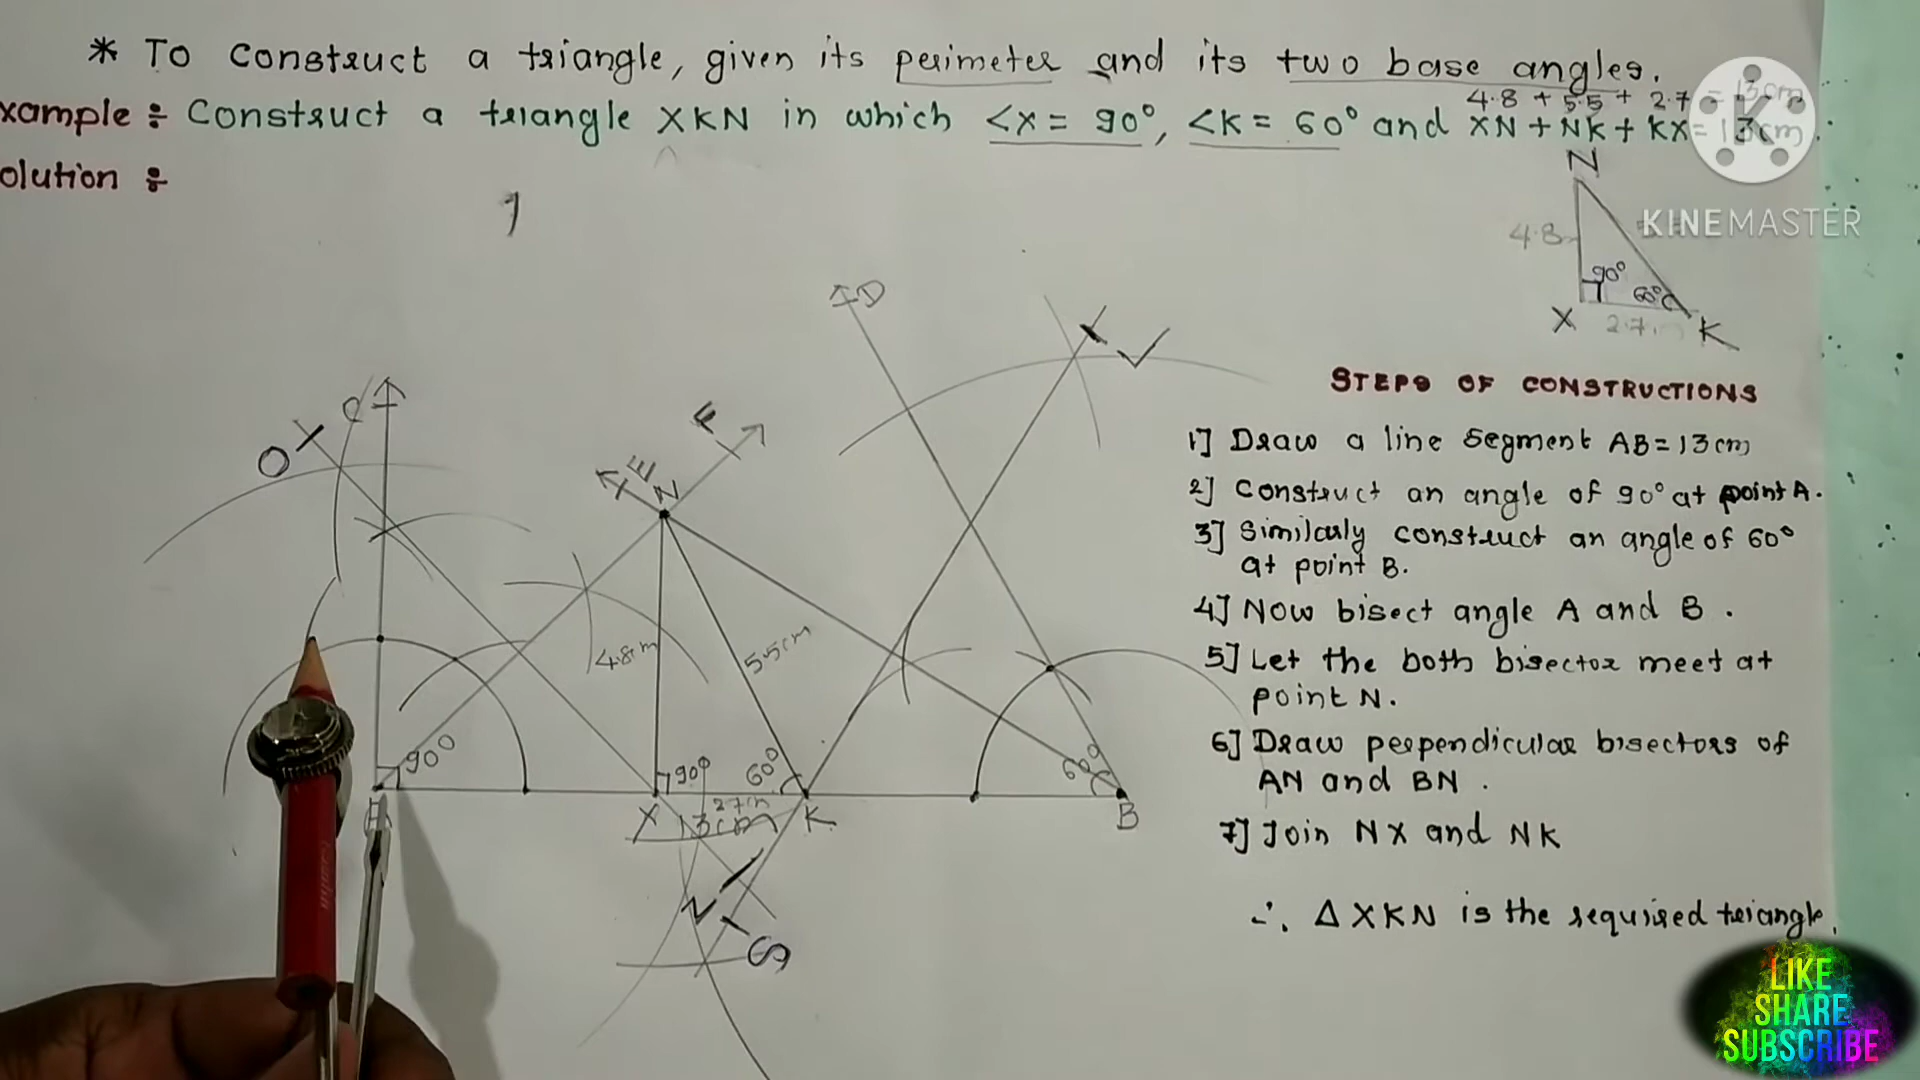 * To construct a triangle, given its perimeter and its two base angles.
xample ÷ Construct a triangle XKN in which <X = 90°, <K = 60° and XN + NK + KX = 13cm.
4.8 + 5.5 + 2.7 = 13cm
olution ÷
N
K
KINEMASTER
4.8
90°
60°
X
2.7
K
D
C
O
F
E
N
STEPS OF CONSTRUCTIONS
1] Draw a line segment AB = 13cm
2] Construct an angle of 90° at point A.
3] Similarly construct an angle of 60°
at point B.
4] Now bisect angle A and B.
5] Let the both bisector meet at
point N.
6] Draw perpendicular bisectors of
AN and BN.
7] Join NX and NK
∴ Δ XKN is the required triangle.
4.8cm
5.5cm
90°
90°
60°
60°
2.7cm
A
X
13cm
K
B
S
LIKE
SHARE
SUBSCRIBE